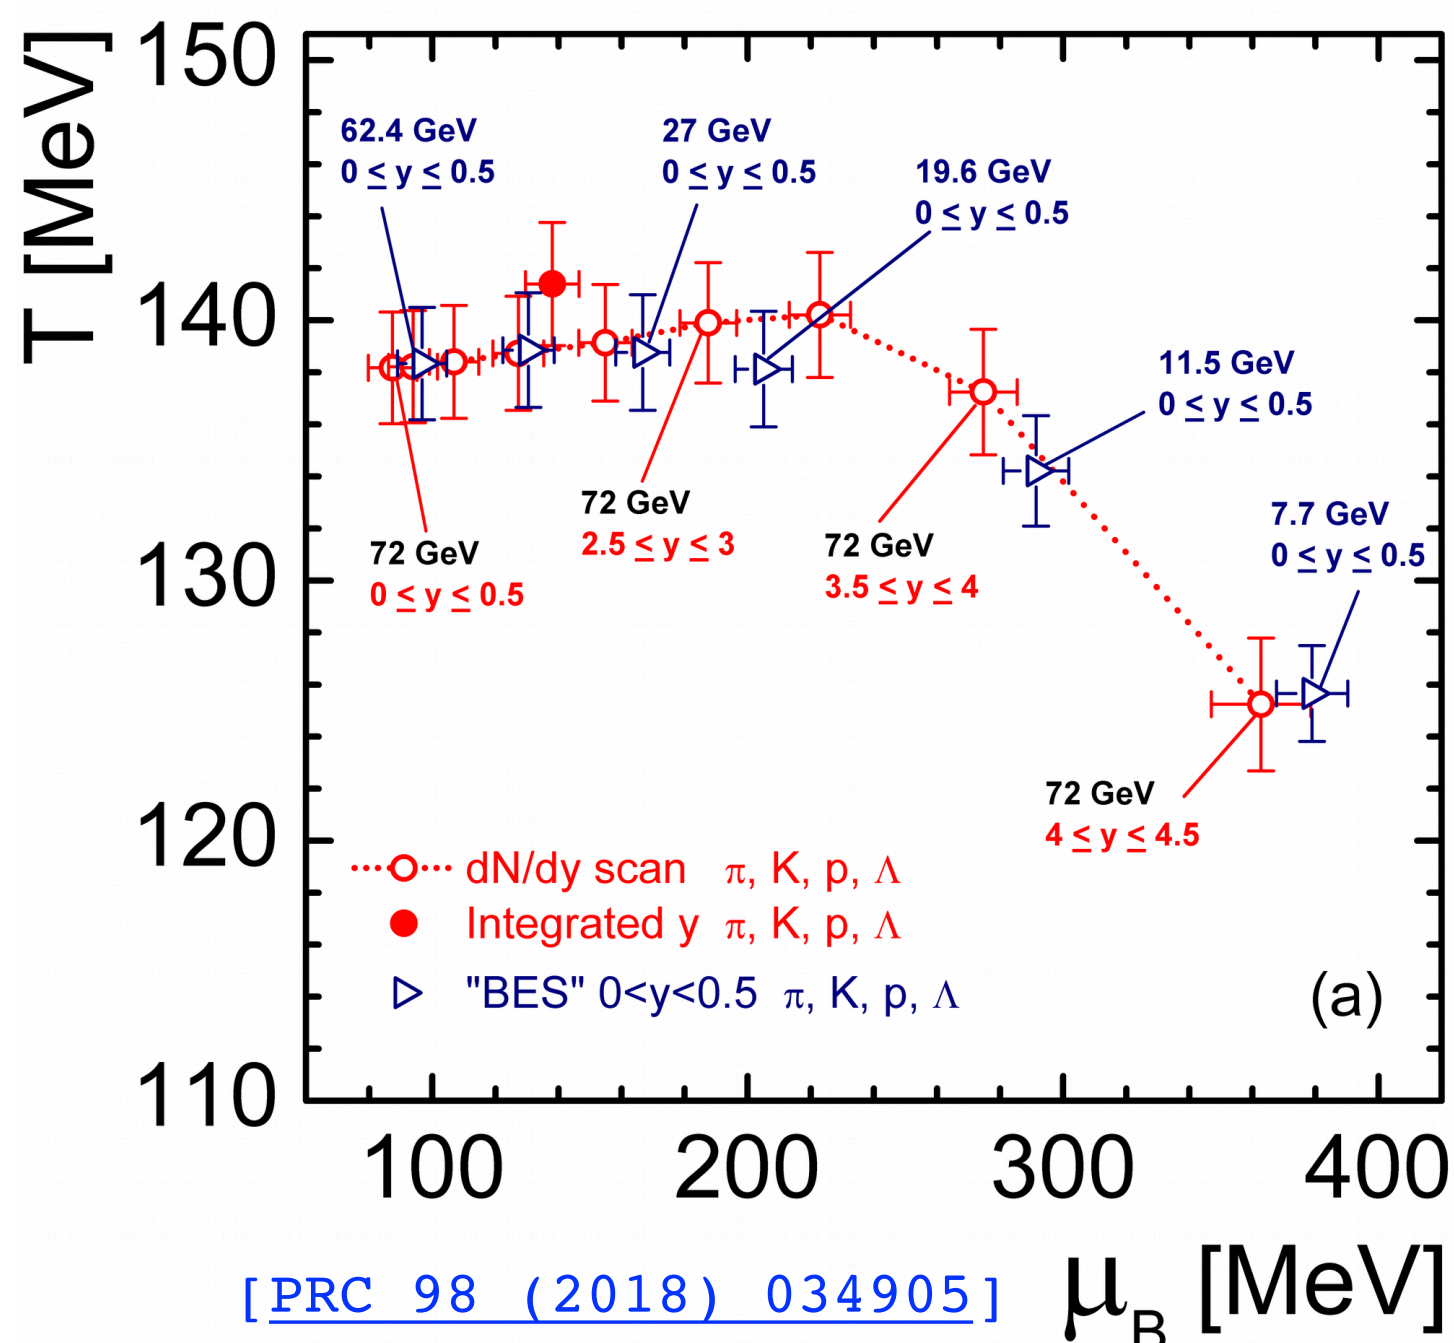 T [MeV]
150
140
130
120
110
62.4 GeV
0 ≤ y ≤ 0.5
27 GeV
0 ≤ y ≤ 0.5
19.6 GeV
0 ≤ y ≤ 0.5
11.5 GeV
0 ≤ y ≤ 0.5
7.7 GeV
0 ≤ y ≤ 0.5
72 GeV
0 ≤ y ≤ 0.5
72 GeV
2.5 ≤ y ≤ 3
72 GeV
3.5 ≤ y ≤ 4
72 GeV
4 ≤ y ≤ 4.5
dN/dy scan π, K, p, Λ
Integrated y π, K, p, Λ
"BES" 0<y<0.5 π, K, p, Λ
(a)
100 200 300 400
μB [MeV]
[PRC 98 (2018) 034905]